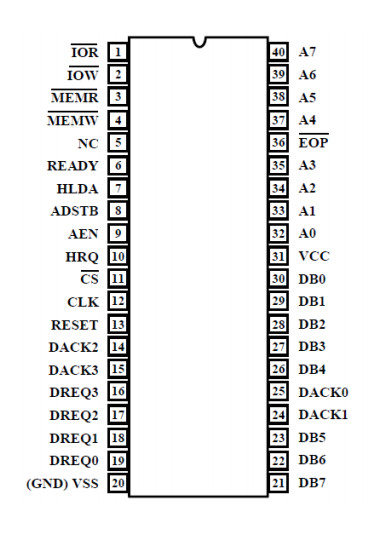 IOR 1 40 A7
IOW 2 39 A6
MEMR 3 38 A5
MEMW 4 37 A4
NC 5 36 EOP
READY 6 35 A3
HLDA 7 34 A2
ADSTB 8 33 A1
AEN 9 32 A0
HRQ 10 31 VCC
CS 11 30 DB0
CLK 12 29 DB1
RESET 13 28 DB2
DACK2 14 27 DB3
DACK3 15 26 DB4
DREQ3 16 25 DACK0
DREQ2 17 24 DACK1
DREQ1 18 23 DB5
DREQ0 19 22 DB6
(GND) VSS 20 21 DB7